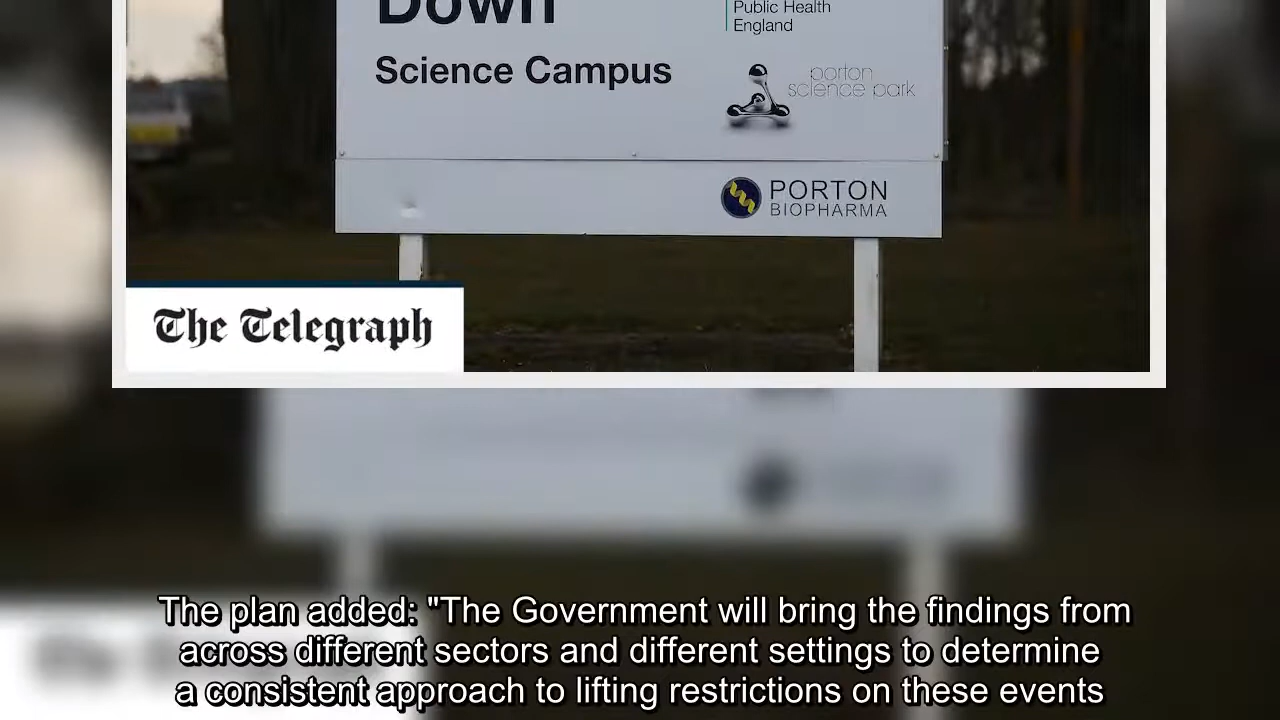 Down
Public Health
England
Science Campus
porton
science park
PORTON
BIOPHARMA
The Telegraph
The plan added: "The Government will bring the findings from
across different sectors and different settings to determine
a consistent approach to lifting restrictions on these events